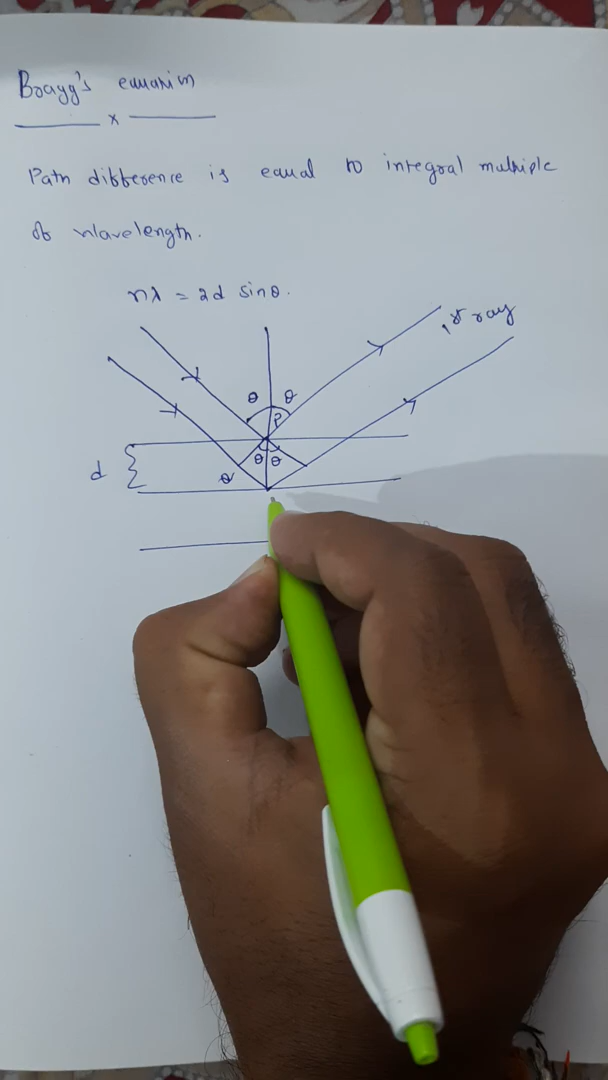 Bragg's equation
x
Path difference is equal to integral multiple
of wavelength.
nλ = 2d sinθ.
1st ray
θ θ
P
θ θ
d
Q